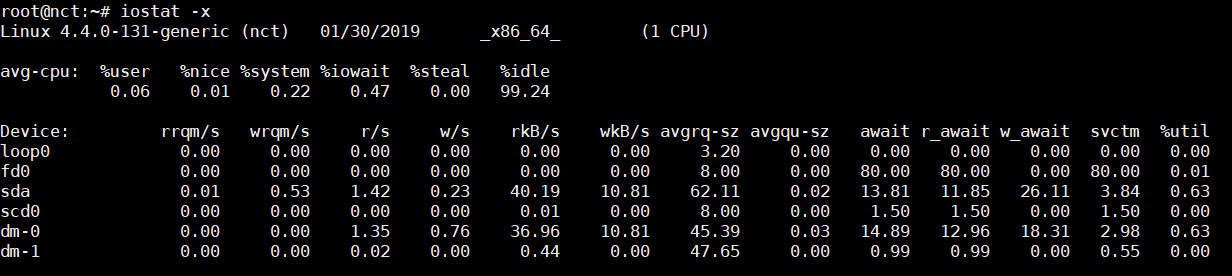 root@nct:~# iostat -x
Linux 4.4.0-131-generic (nct) 01/30/2019 _x86_64_ (1 CPU)
avg-cpu: %user %nice %system %iowait %steal %idle
0.06 0.01 0.22 0.47 0.00 99.24
Device: rrqm/s wrqm/s r/s w/s rkB/s wkB/s avgrq-sz avgqu-sz await r_await w_await svctm %util
loop0 0.00 0.00 0.00 0.00 0.00 0.00 3.20 0.00 0.00 0.00 0.00 0.00 0.00
fd0 0.00 0.00 0.00 0.00 0.00 0.00 8.00 0.00 80.00 80.00 0.00 80.00 0.01
sda 0.01 0.53 1.42 0.23 40.19 10.81 62.11 0.02 13.81 11.85 26.11 3.84 0.63
scd0 0.00 0.00 0.00 0.00 0.01 0.00 8.00 0.00 1.50 1.50 0.00 1.50 0.00
dm-0 0.00 0.00 1.35 0.76 36.96 10.81 45.39 0.03 14.89 12.96 18.31 2.98 0.63
dm-1 0.00 0.00 0.02 0.00 0.44 0.00 47.65 0.00 0.99 0.99 0.00 0.55 0.00